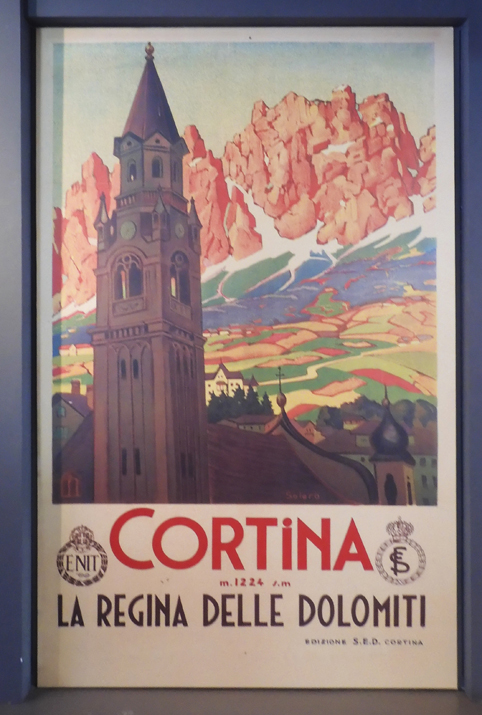 CORTiNA
ENIT
m. 1224 s.m
LA REGINA DELLE DOLOMITI
EDIZIONE S.E.D. CORTINA